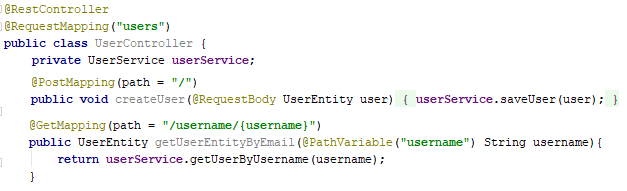 @RestController
@RequestMapping("users")
public class UserController {
private UserService userService;
@PostMapping(path = "/")
public void createUser(@RequestBody UserEntity user) { userService.saveUser(user); }
@GetMapping(path = "/username/{username}")
public UserEntity getUserEntityByEmail(@PathVariable("username") String username){
return userService.getUserByUsername(username);
}